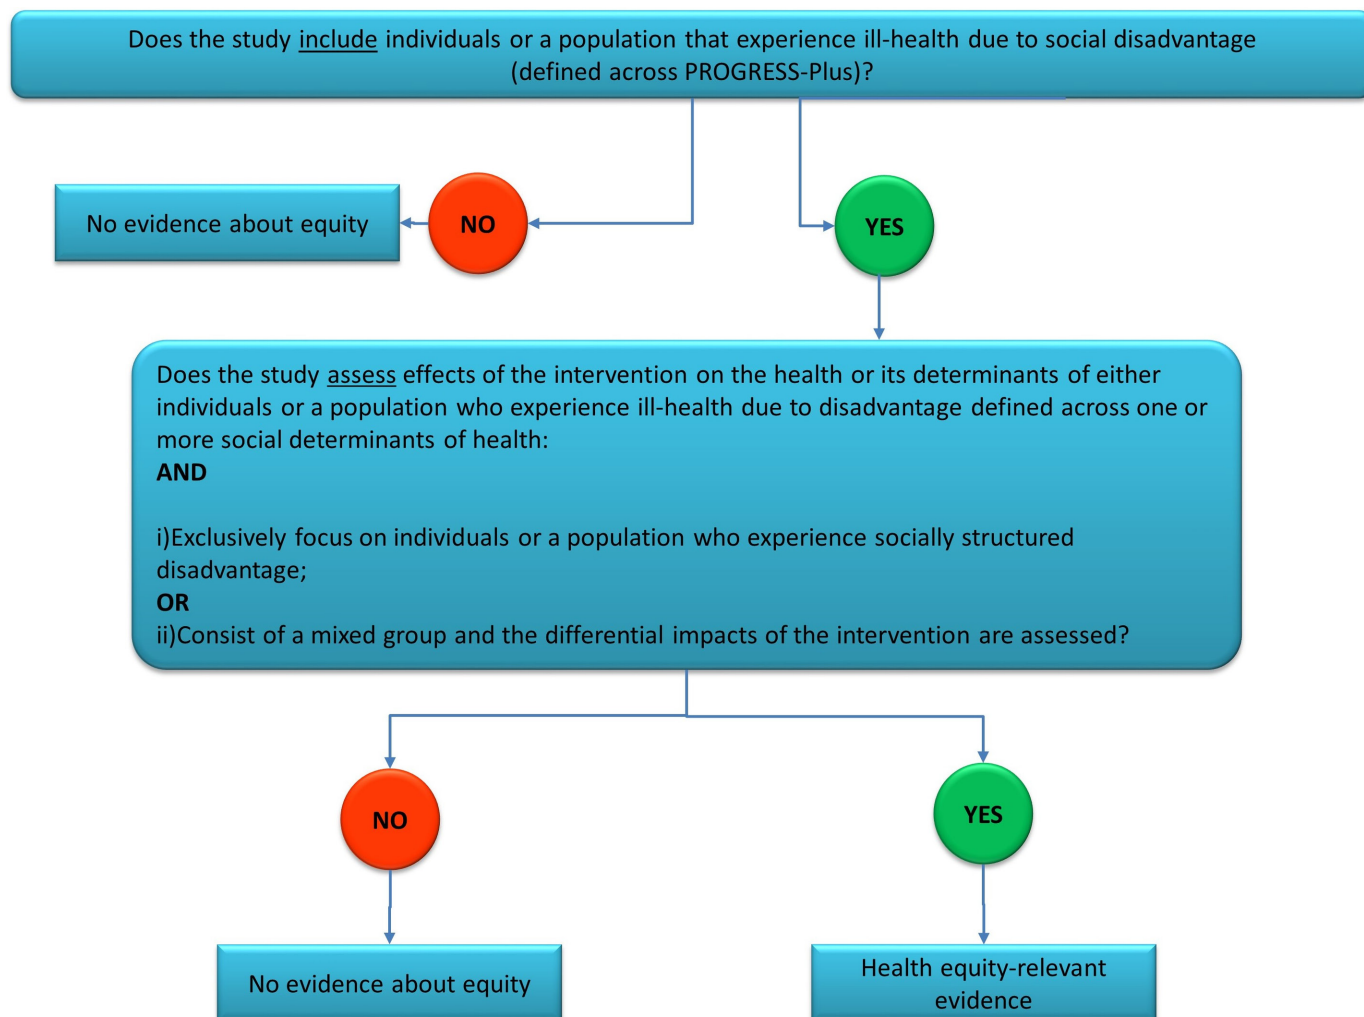 Does the study include individuals or a population that experience ill-health due to social disadvantage
(defined across PROGRESS-Plus)?
No evidence about equity
NO
YES
Does the study assess effects of the intervention on the health or its determinants of either
individuals or a population who experience ill-health due to disadvantage defined across one or
more social determinants of health:
AND
i)Exclusively focus on individuals or a population who experience socially structured
disadvantage;
OR
ii)Consist of a mixed group and the differential impacts of the intervention are assessed?
NO
YES
No evidence about equity
Health equity-relevant
evidence